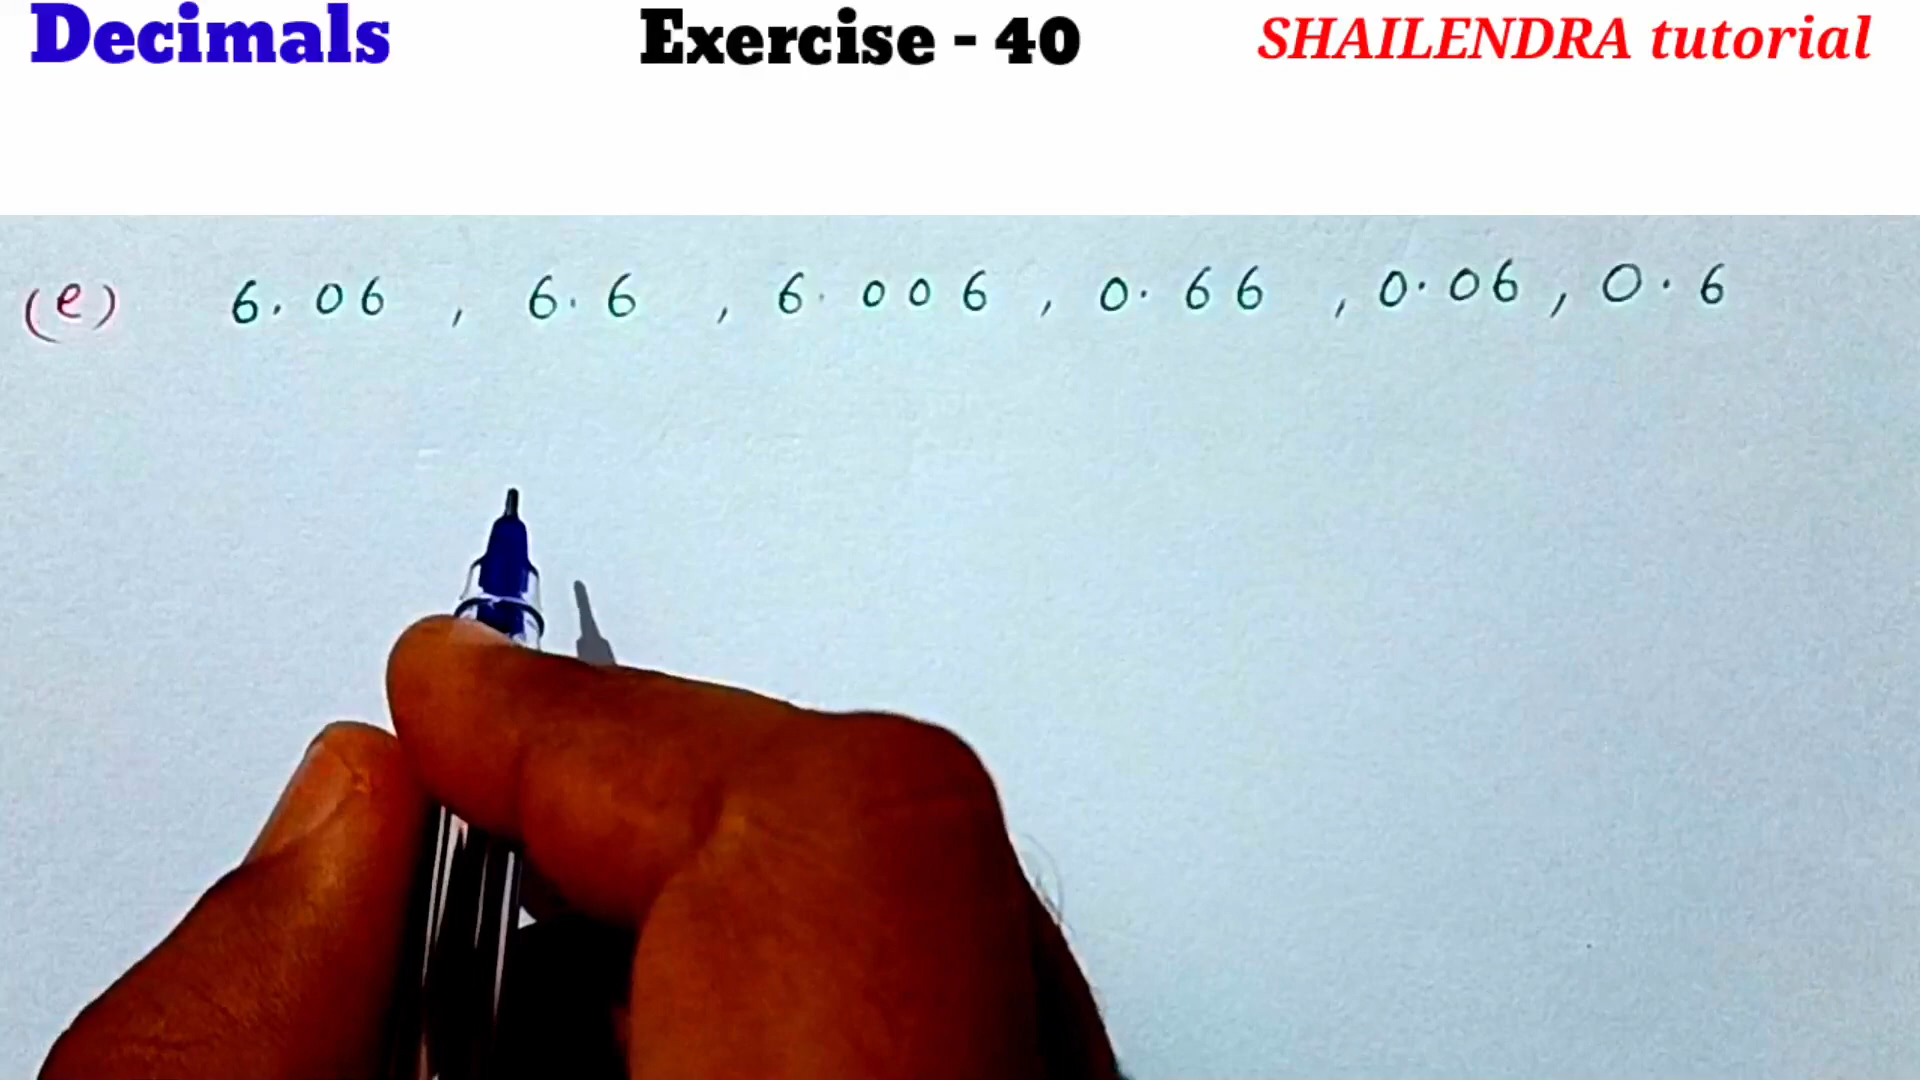 Decimals Exercise - 40 SHAILENDRA tutorial
(e) 6.06 , 6.6 , 6.006 , 0.66 , 0.06 , 0.6